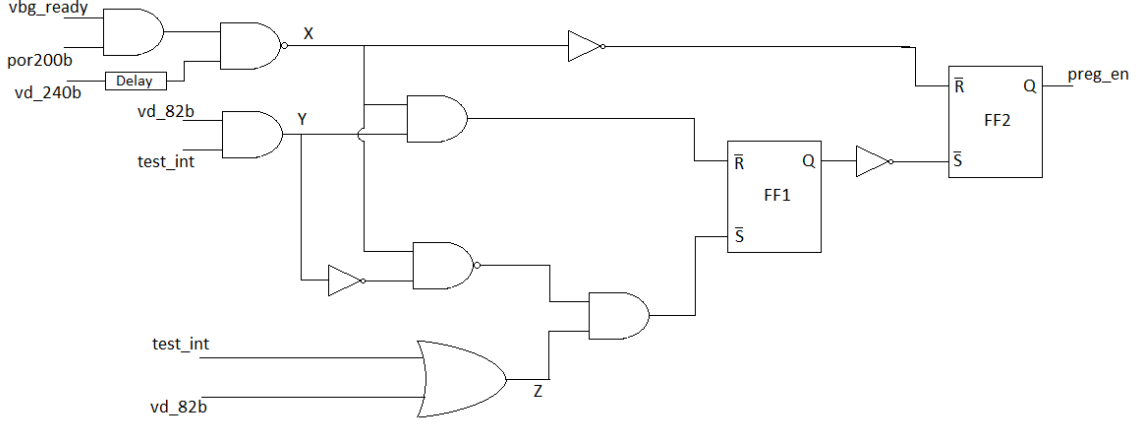 vbg_ready
por200b
vd_240b
Delay
X
vd_82b
test_int
Y
test_int
vd_82b
Z
R̅
Q
FF1
S̅
R̅
Q
FF2
S̅
preg_en